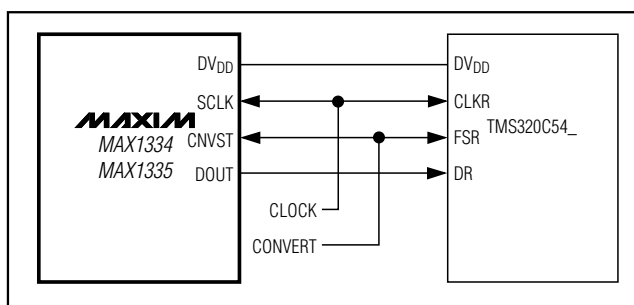 DVDD DVDD
SCLK CLKR
MAXIM
MAX1334 CNVST FSR TMS320C54_
MAX1335 DOUT DR
CLOCK
CONVERT